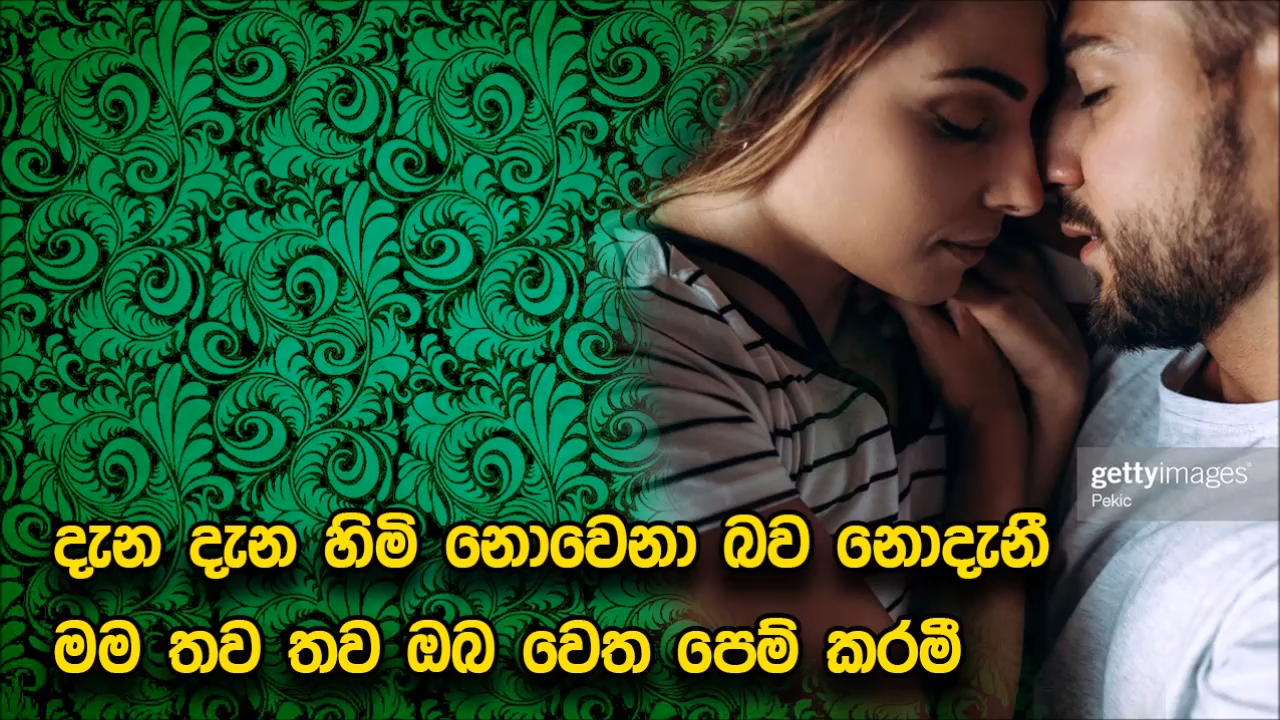 gettyimages®
Pekic
දැන දැන හිමි නොවෙනා බව නොදැනී
මම තව තව ඔබ වෙත පෙම් කරමී